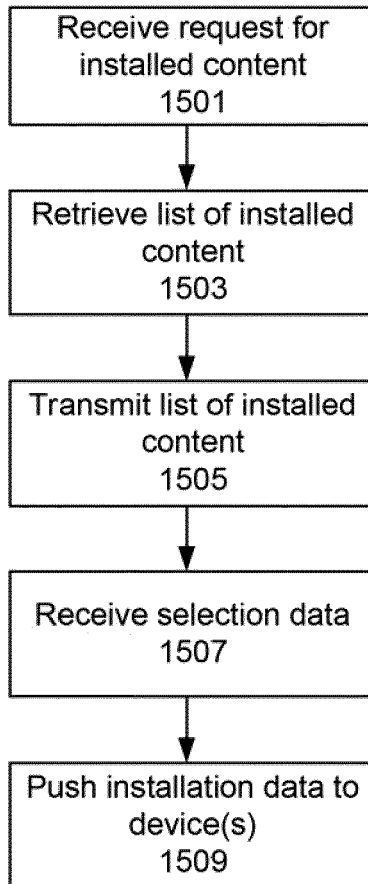 Receive request for
installed content
1501
Retrieve list of installed
content
1503
Transmit list of installed
content
1505
Receive selection data
1507
Push installation data to
device(s)
1509